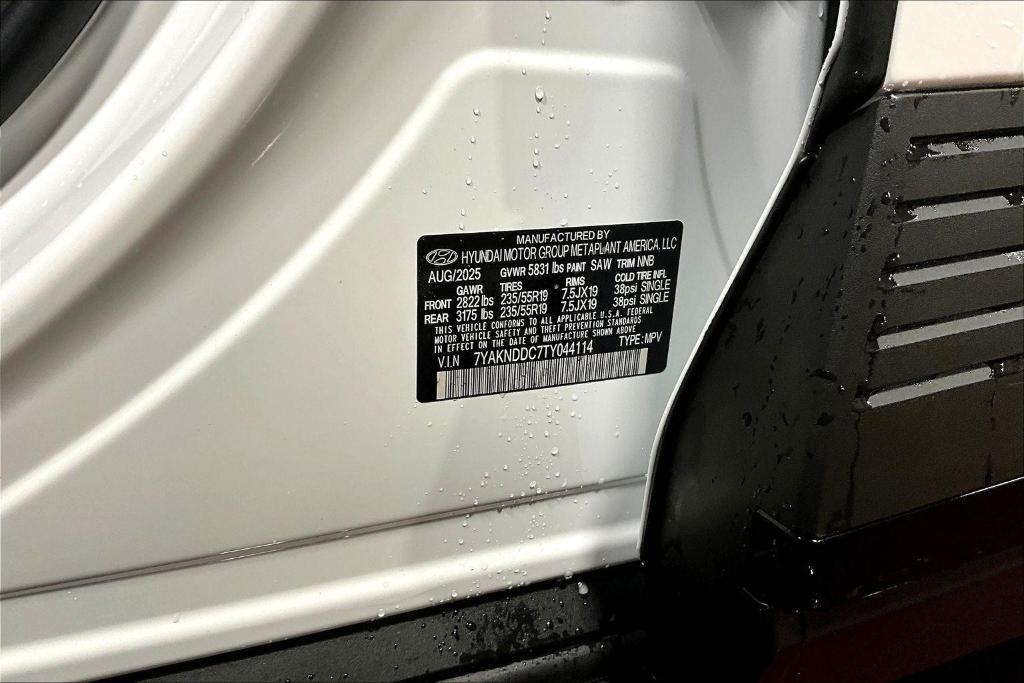 MANUFACTURED BY
HYUNDAI MOTOR GROUP METAPLANT AMERICA, LLC
AUG/2025 GVWR 5831 lbs PAINT SAW TRIM NNB
GAWR TIRES RIMS COLD TIRE INFL
FRONT 2822 lbs 235/55R19 7.5JX19 38psi SINGLE
REAR 3175 lbs 235/55R19 7.5JX19 38psi SINGLE
THIS VEHICLE CONFORMS TO ALL APPLICABLE U.S.A. FEDERAL
MOTOR VEHICLE SAFETY AND THEFT PREVENTION STANDARDS
IN EFFECT ON THE DATE OF MANUFACTURE SHOWN ABOVE
V.I.N 7YAKNDDC7TY044114 TYPE: MPV